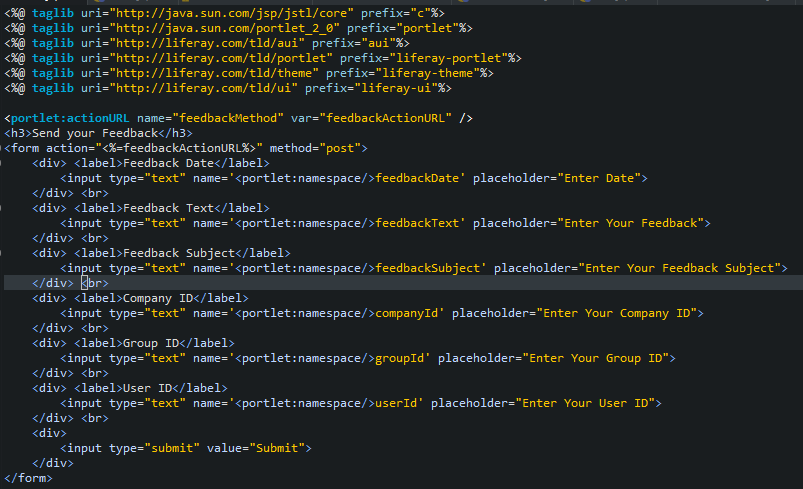 <%@ taglib uri="http://java.sun.com/jsp/jstl/core" prefix="c"%>
<%@ taglib uri="http://java.sun.com/portlet_2_0" prefix="portlet"%>
<%@ taglib uri="http://liferay.com/tld/aui" prefix="aui"%>
<%@ taglib uri="http://liferay.com/tld/portlet" prefix="liferay-portlet"%>
<%@ taglib uri="http://liferay.com/tld/theme" prefix="liferay-theme"%>
<%@ taglib uri="http://liferay.com/tld/ui" prefix="liferay-ui"%>

<portlet:actionURL name="feedbackMethod" var="feedbackActionURL" />
<h3>Send your Feedback</h3>
<form action="<%=feedbackActionURL%>" method="post">
    <div> <label>Feedback Date</label>
        <input type="text" name='<portlet:namespace/>feedbackDate' placeholder="Enter Date">
    </div> <br>
    <div> <label>Feedback Text</label>
        <input type="text" name='<portlet:namespace/>feedbackText' placeholder="Enter Your Feedback">
    </div> <br>
    <div> <label>Feedback Subject</label>
        <input type="text" name='<portlet:namespace/>feedbackSubject' placeholder="Enter Your Feedback Subject">
    </div> <br>
    <div> <label>Company ID</label>
        <input type="text" name='<portlet:namespace/>companyId' placeholder="Enter Your Company ID">
    </div> <br>
    <div> <label>Group ID</label>
        <input type="text" name='<portlet:namespace/>groupId' placeholder="Enter Your Group ID">
    </div> <br>
    <div> <label>User ID</label>
        <input type="text" name='<portlet:namespace/>userId' placeholder="Enter Your User ID">
    </div> <br>
    <div>
        <input type="submit" value="Submit">
    </div>
</form>